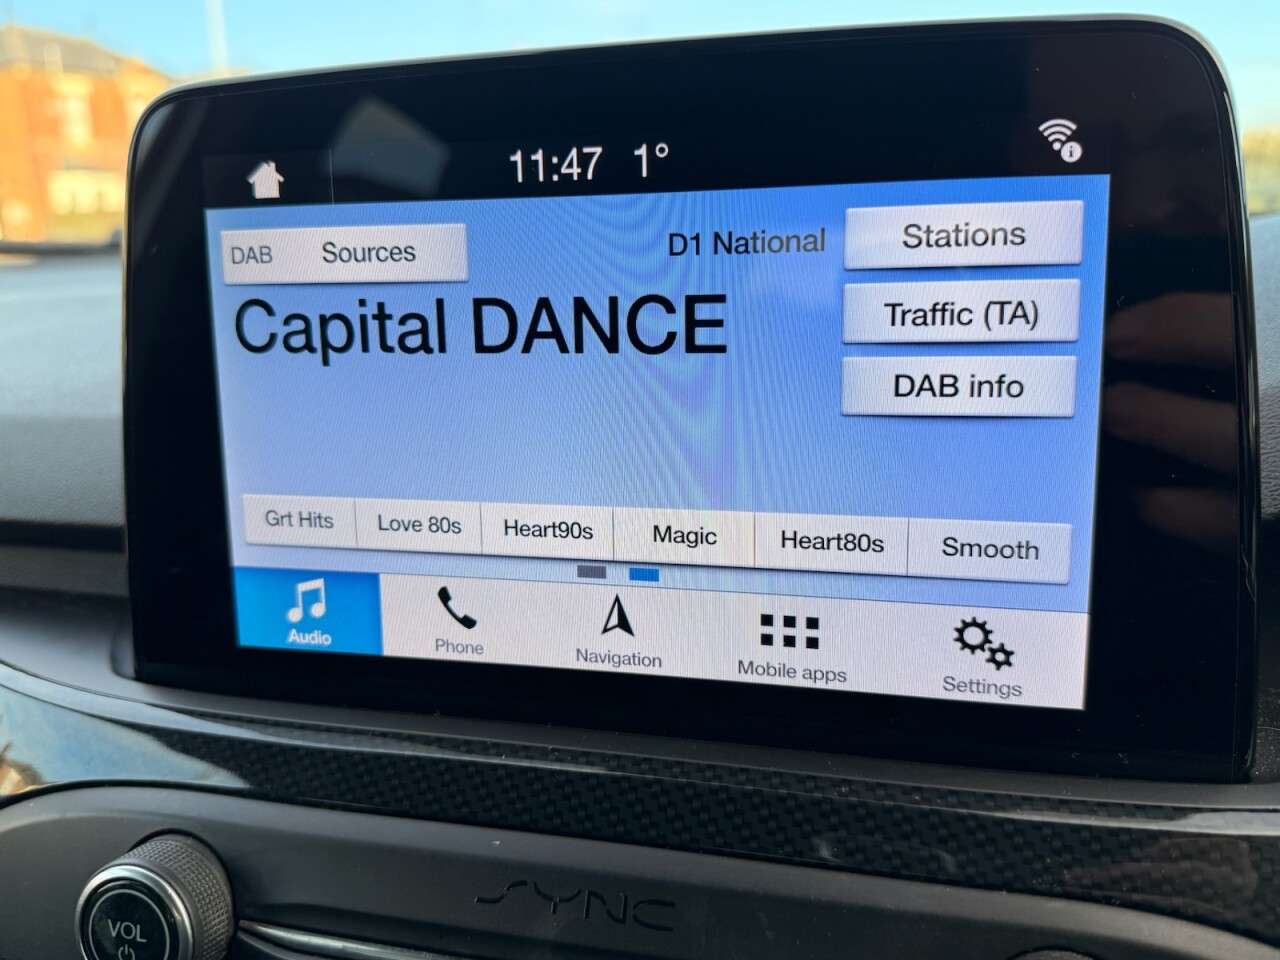 11:47 1°
DAB Sources
D1 National
Stations
Capital DANCE
Traffic (TA)
DAB info
Grt Hits
Love 80s
Heart90s
Magic
Heart80s
Smooth
Audio
Phone
Navigation
Mobile apps
Settings
SYNC
VOL